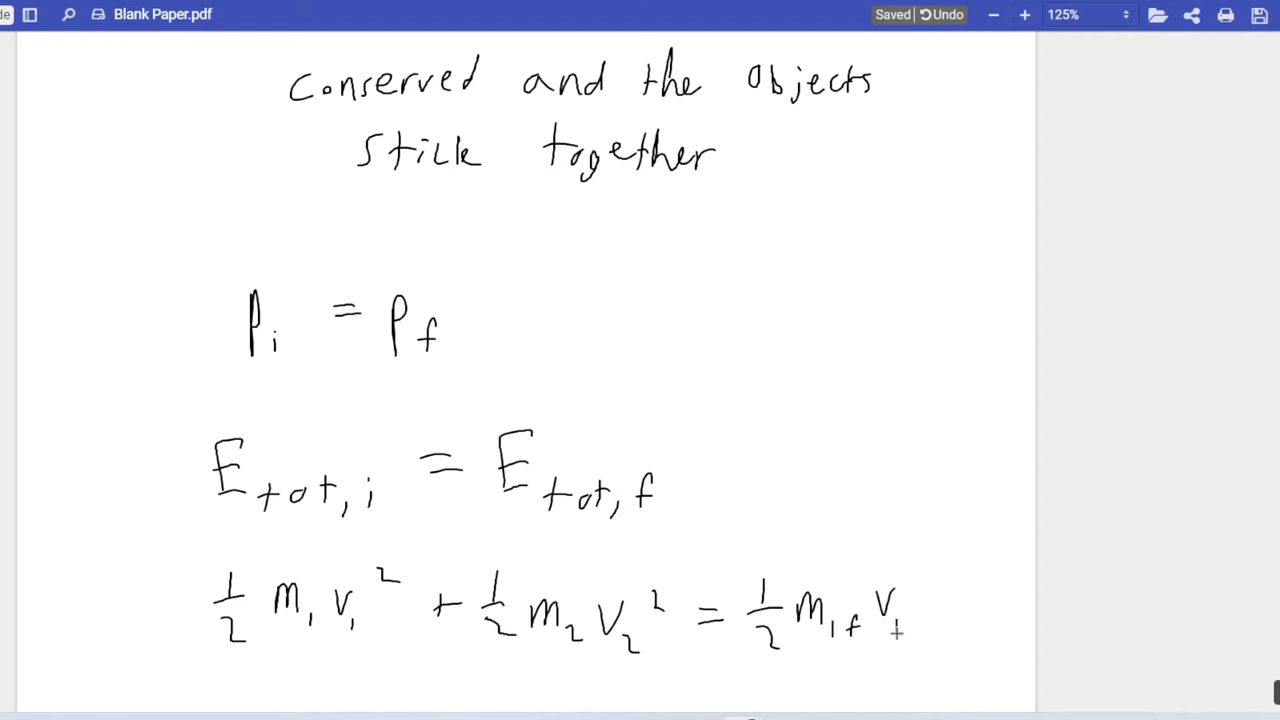 de Blank Paper.pdf Saved Undo 125%
Conserved and the objects
stick together
p_i = p_f
E_tot,i = E_tot,f
1/2 m_1 v_1^2 + 1/2 m_2 v_2^2 = 1/2 m_1f v_1